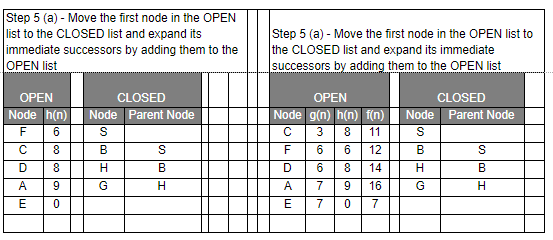 Step 5 (a) - Move the first node in the OPEN
list to the CLOSED list and expand its
immediate successors by adding them to the
OPEN list
OPEN CLOSED
Node h(n) Node Parent Node
F 6 S
C 8 B S
D 8 H B
A 9 G H
E 0
Step 5 (a) - Move the first node in the OPEN list to
the CLOSED list and expand its immediate
successors by adding them to the OPEN list
OPEN CLOSED
Node g(n) h(n) f(n) Node Parent Node
C 3 8 11 S
F 6 6 12 B S
D 6 8 14 H B
A 7 9 16 G H
E 7 0 7